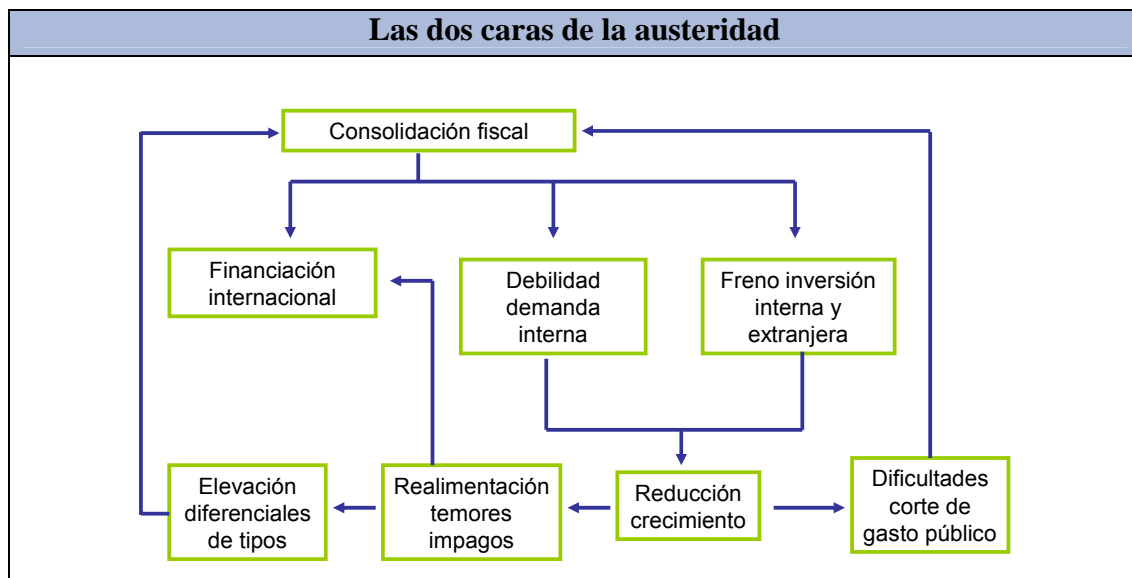 Las dos caras de la austeridad
Consolidación fiscal
Financiación
internacional
Debilidad
demanda
interna
Freno inversión
interna y
extranjera
Elevación
diferenciales
de tipos
Realimentación
temores
impagos
Reducción
crecimiento
Dificultades
corte de
gasto público